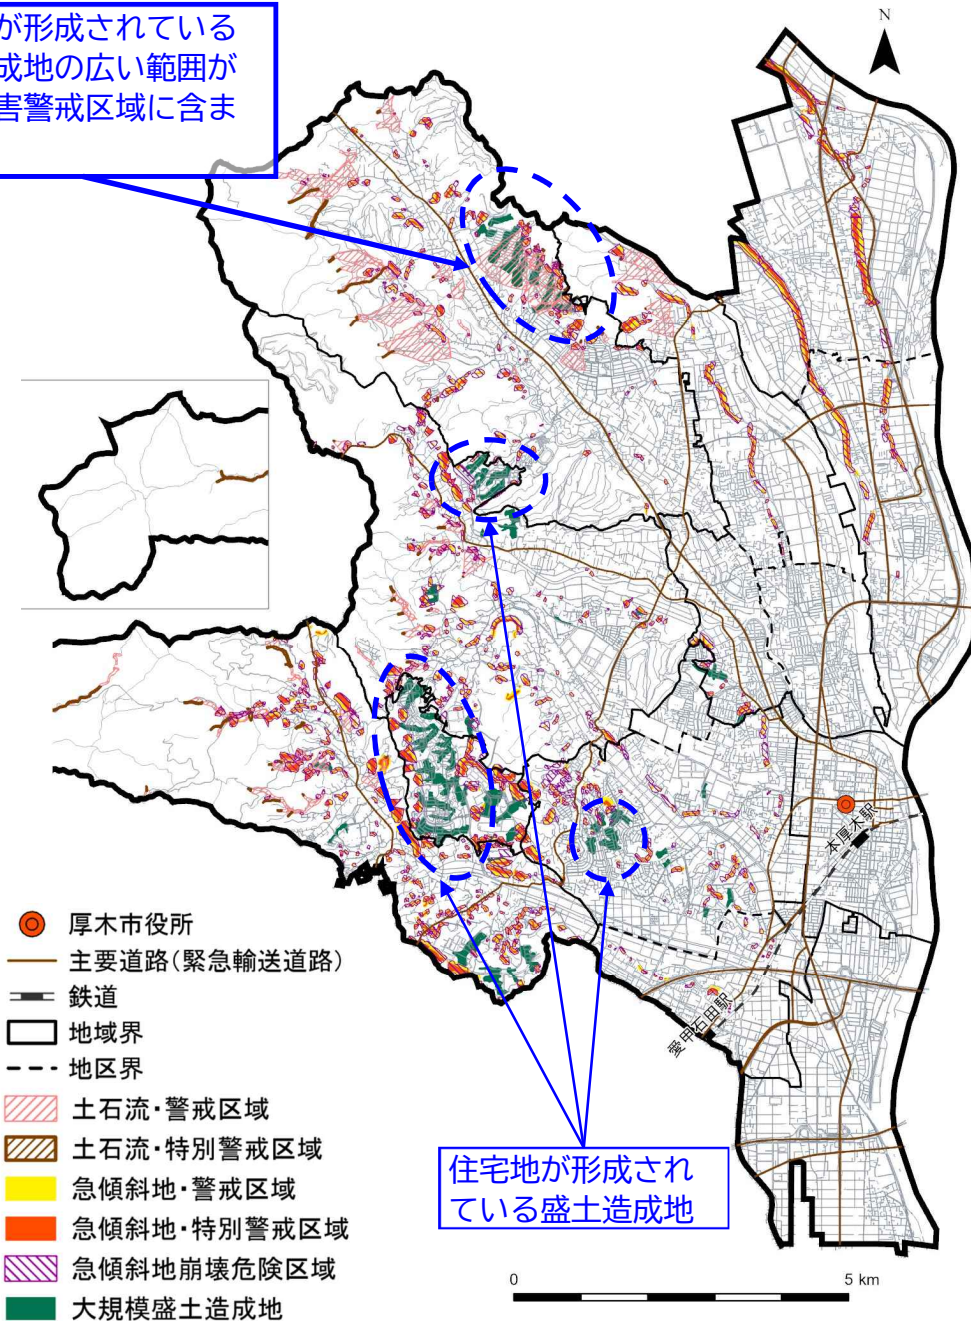 が形成されている
成地の広い範囲が
害警戒区域に含ま
N
本厚木駅
愛甲石田駅
住宅地が形成され
ている盛土造成地
厚木市役所
主要道路（緊急輸送道路）
鉄道
地域界
地区界
土石流・警戒区域
土石流・特別警戒区域
急傾斜地・警戒区域
急傾斜地・特別警戒区域
急傾斜地崩壊危険区域
大規模盛土造成地
0 5 km